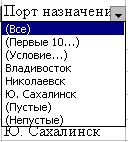 Порт назначени
(Все)
(Первые 10...)
(Условие...)
Владивосток
Николаевск
Ю. Сахалинск
(Пустые)
(Непустые)
Ю. Сахалинск